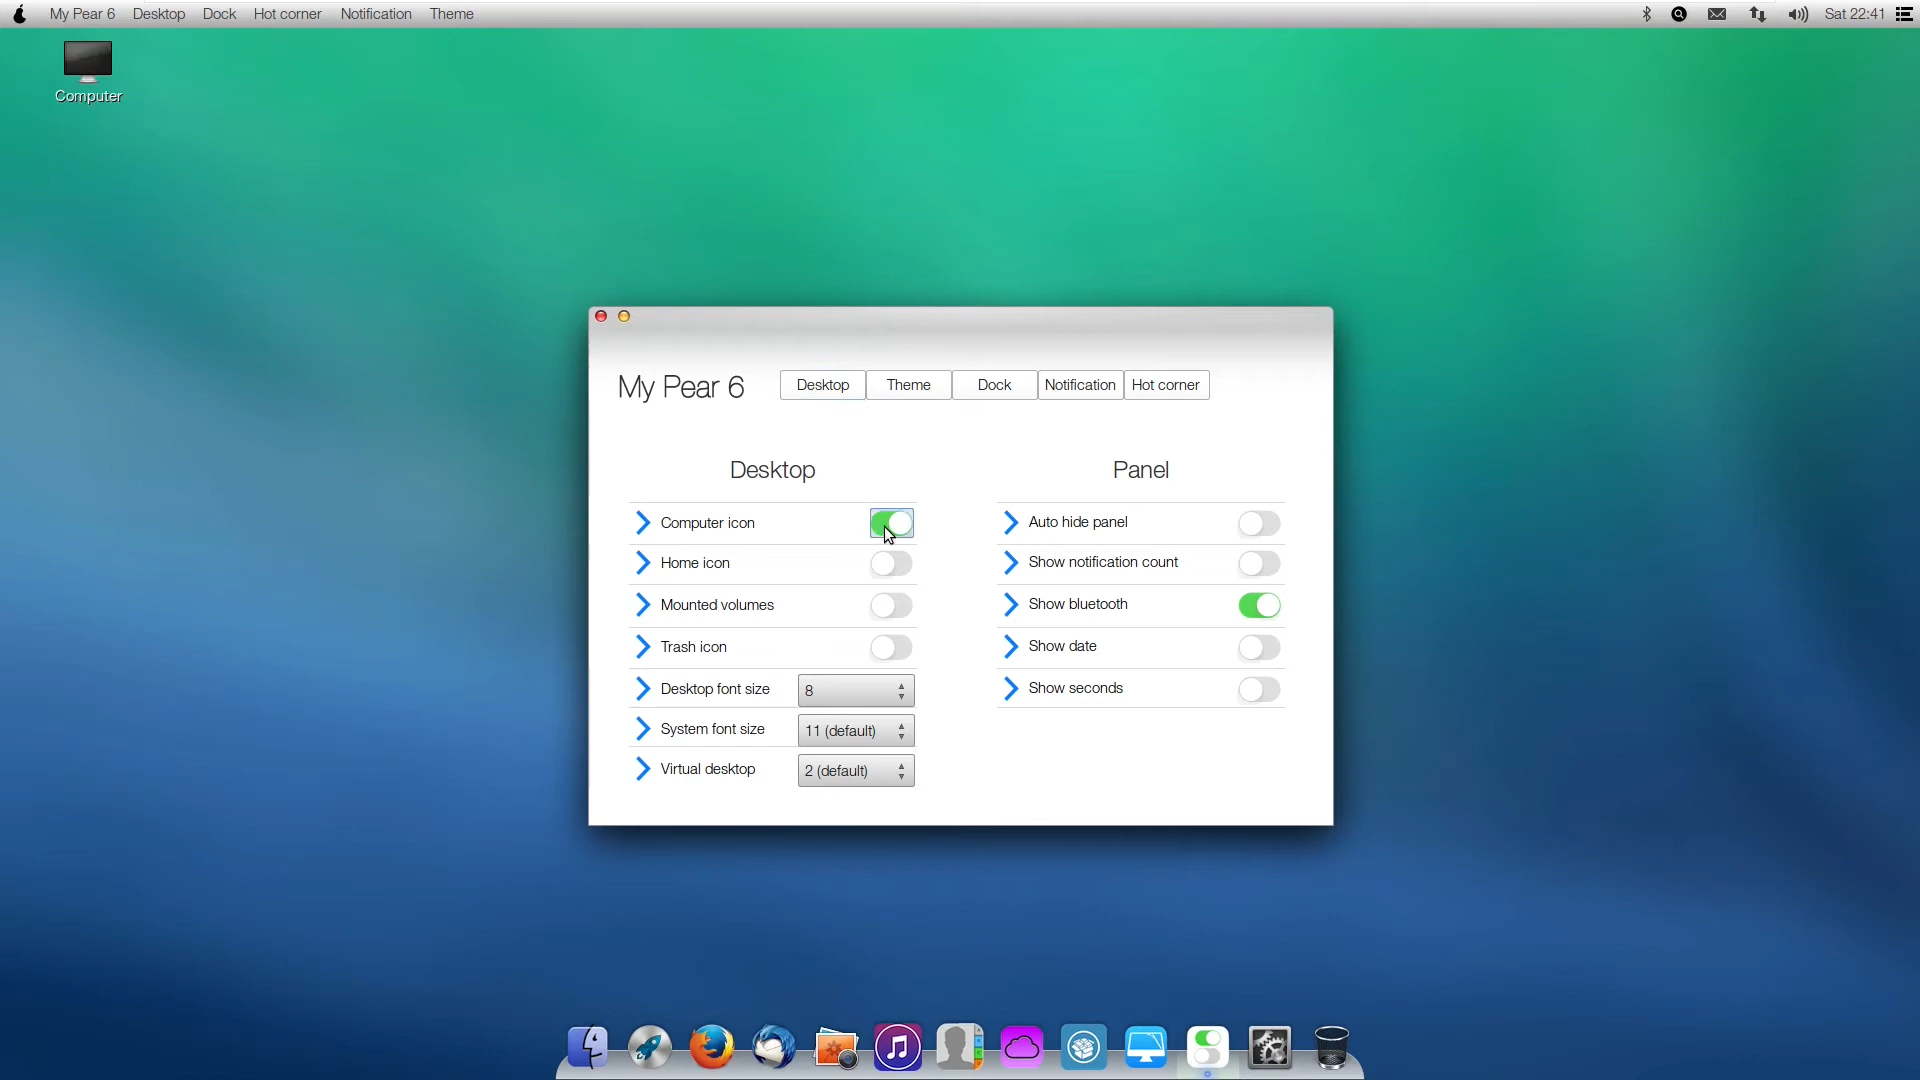 My Pear 6 Desktop Dock Hot corner Notification Theme Sat 22:41
Computer
My Pear 6 Desktop Theme Dock Notification Hot corner
Desktop
Computer icon
Home icon
Mounted volumes
Trash icon
Desktop font size 8
System font size 11 (default)
Virtual desktop 2 (default)
Panel
Auto hide panel
Show notification count
Show bluetooth
Show date
Show seconds